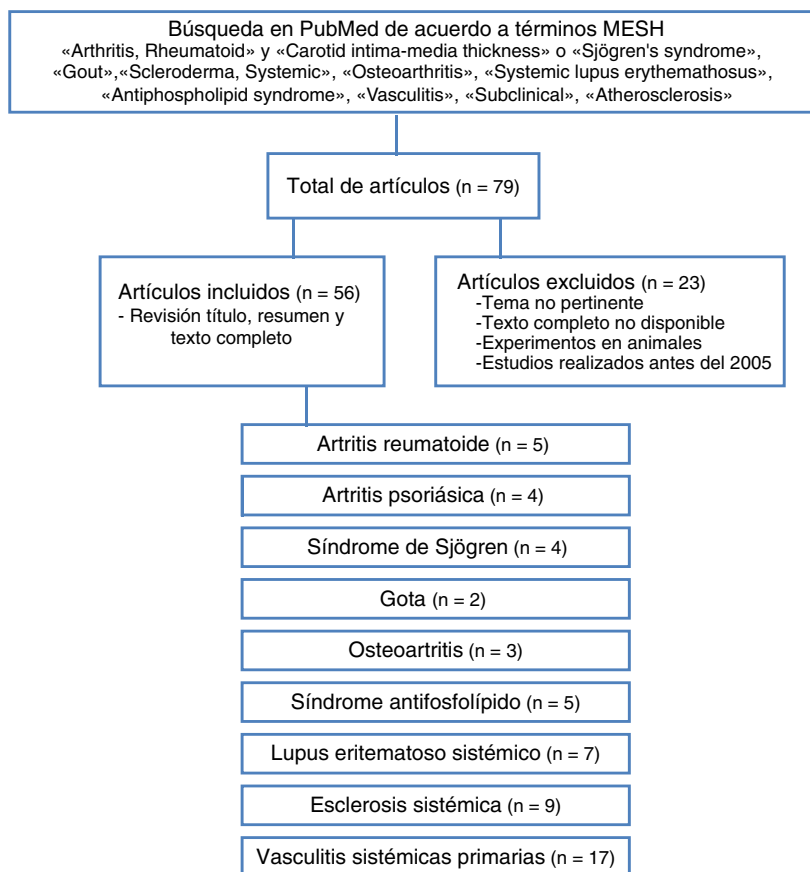 Búsqueda en PubMed de acuerdo a términos MESH
«Arthritis, Rheumatoid» y «Carotid intima-media thickness» o «Sjögren's syndrome»,
«Gout»,«Scleroderma, Systemic», «Osteoarthritis», «Systemic lupus erythemathosus»,
«Antiphospholipid syndrome», «Vasculitis», «Subclinical», «Atherosclerosis»
Total de artículos (n = 79)
Artículos incluidos (n = 56)
- Revisión título, resumen y
texto completo
Artículos excluidos (n = 23)
-Tema no pertinente
-Texto completo no disponible
-Experimentos en animales
-Estudios realizados antes del 2005
Artritis reumatoide (n = 5)
Artritis psoriásica (n = 4)
Síndrome de Sjögren (n = 4)
Gota (n = 2)
Osteoartritis (n = 3)
Síndrome antifosfolípido (n = 5)
Lupus eritematoso sistémico (n = 7)
Esclerosis sistémica (n = 9)
Vasculitis sistémicas primarias (n = 17)